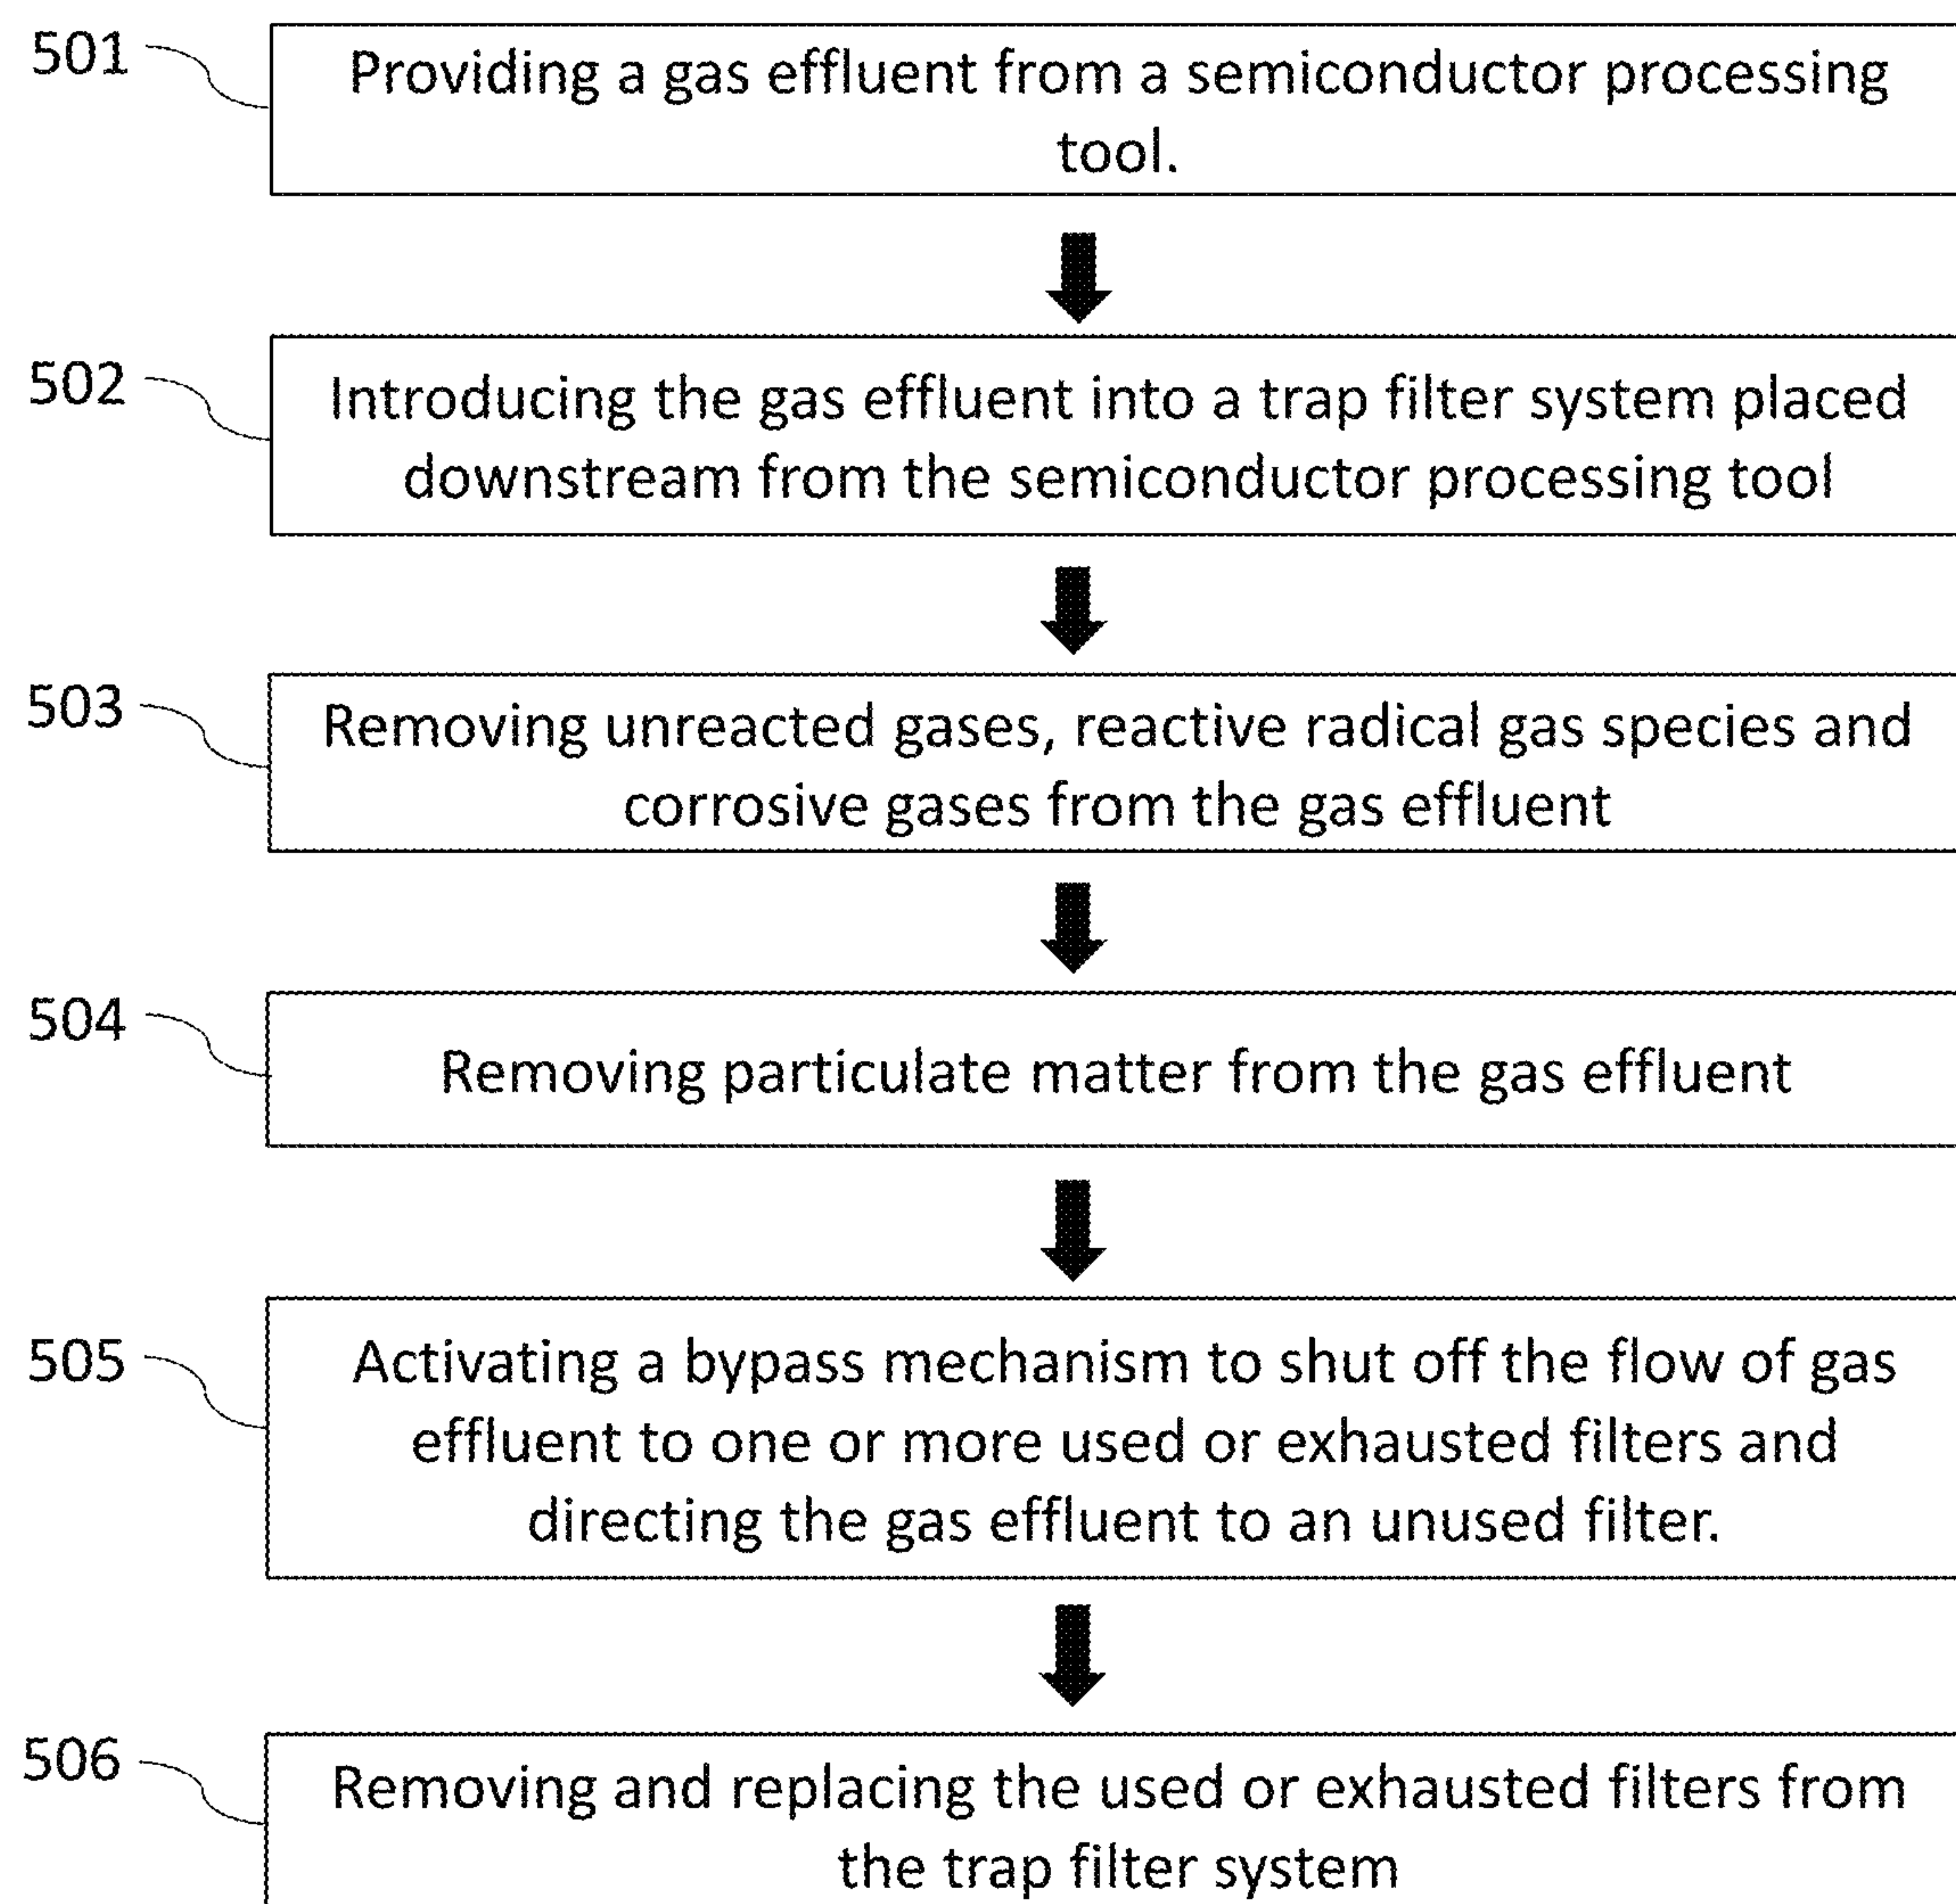 501
Providing a gas effluent from a semiconductor processing
tool.
502
Introducing the gas effluent into a trap filter system placed
downstream from the semiconductor processing tool
503
Removing unreacted gases, reactive radical gas species and
corrosive gases from the gas effluent
504
Removing particulate matter from the gas effluent
505
Activating a bypass mechanism to shut off the flow of gas
effluent to one or more used or exhausted filters and
directing the gas effluent to an unused filter.
506
Removing and replacing the used or exhausted filters from
the trap filter system